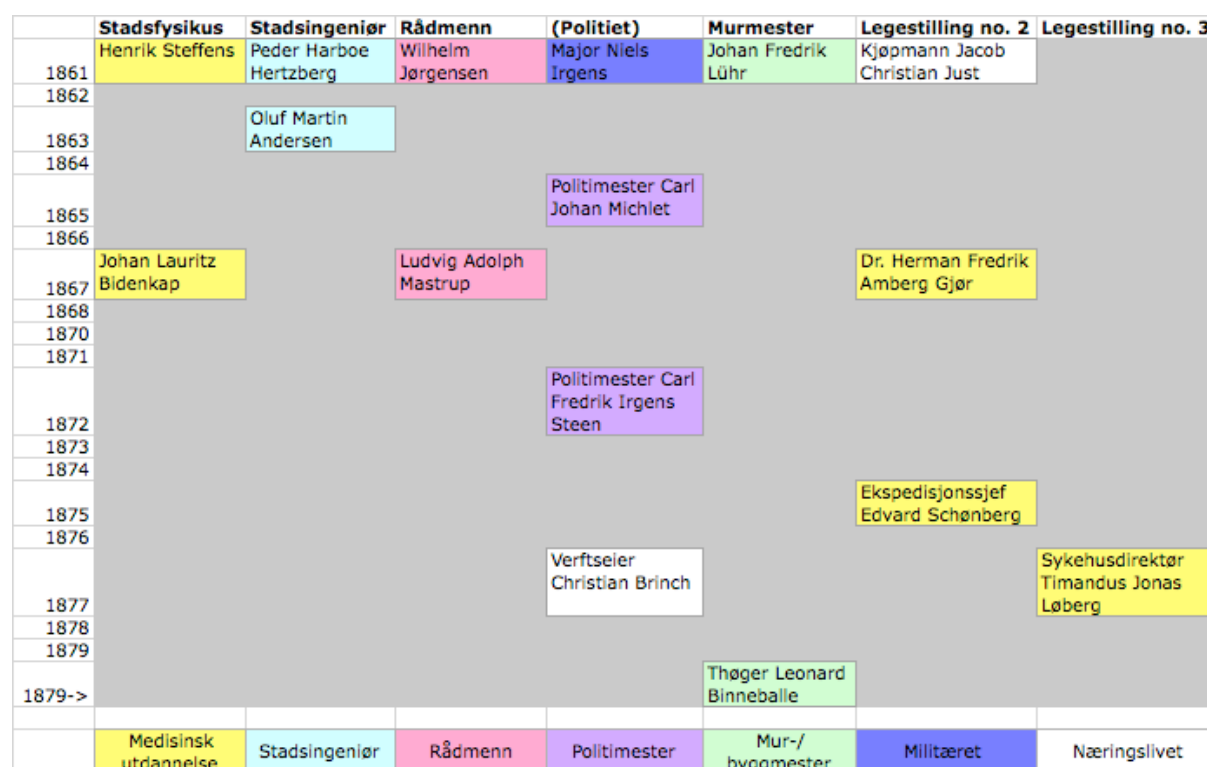 Stadsfysikus Stadsingeniør Rådmenn (Politiet) Murmester Legestilling no. 2 Legestilling no. 3
Henrik Steffens Peder Harboe Wilhelm Major Niels Johan Fredrik Kjøpmann Jacob
1861 Hertzberg Jørgensen Irgens Lühr Christian Just
1862
Oluf Martin
1863 Andersen
1864
Politimester Carl
1865 Johan Michlet
1866
Johan Lauritz Ludvig Adolph Dr. Herman Fredrik
1867 Bidenkap Mastrup Amberg Gjør
1868
1870
1871
Politimester Carl
Fredrik Irgens
1872 Steen
1873
1874
Ekspedisjonssjef
1875 Edvard Schønberg
1876
Verftseier Sykehusdirektør
Christian Brinch Timandus Jonas
1877 Løberg
1878
1879
Thøger Leonard
1879-> Binneballe
Medisinsk Mur-/
utdannelse Stadsingeniør Rådmenn Politimester byggmester Militæret Næringslivet